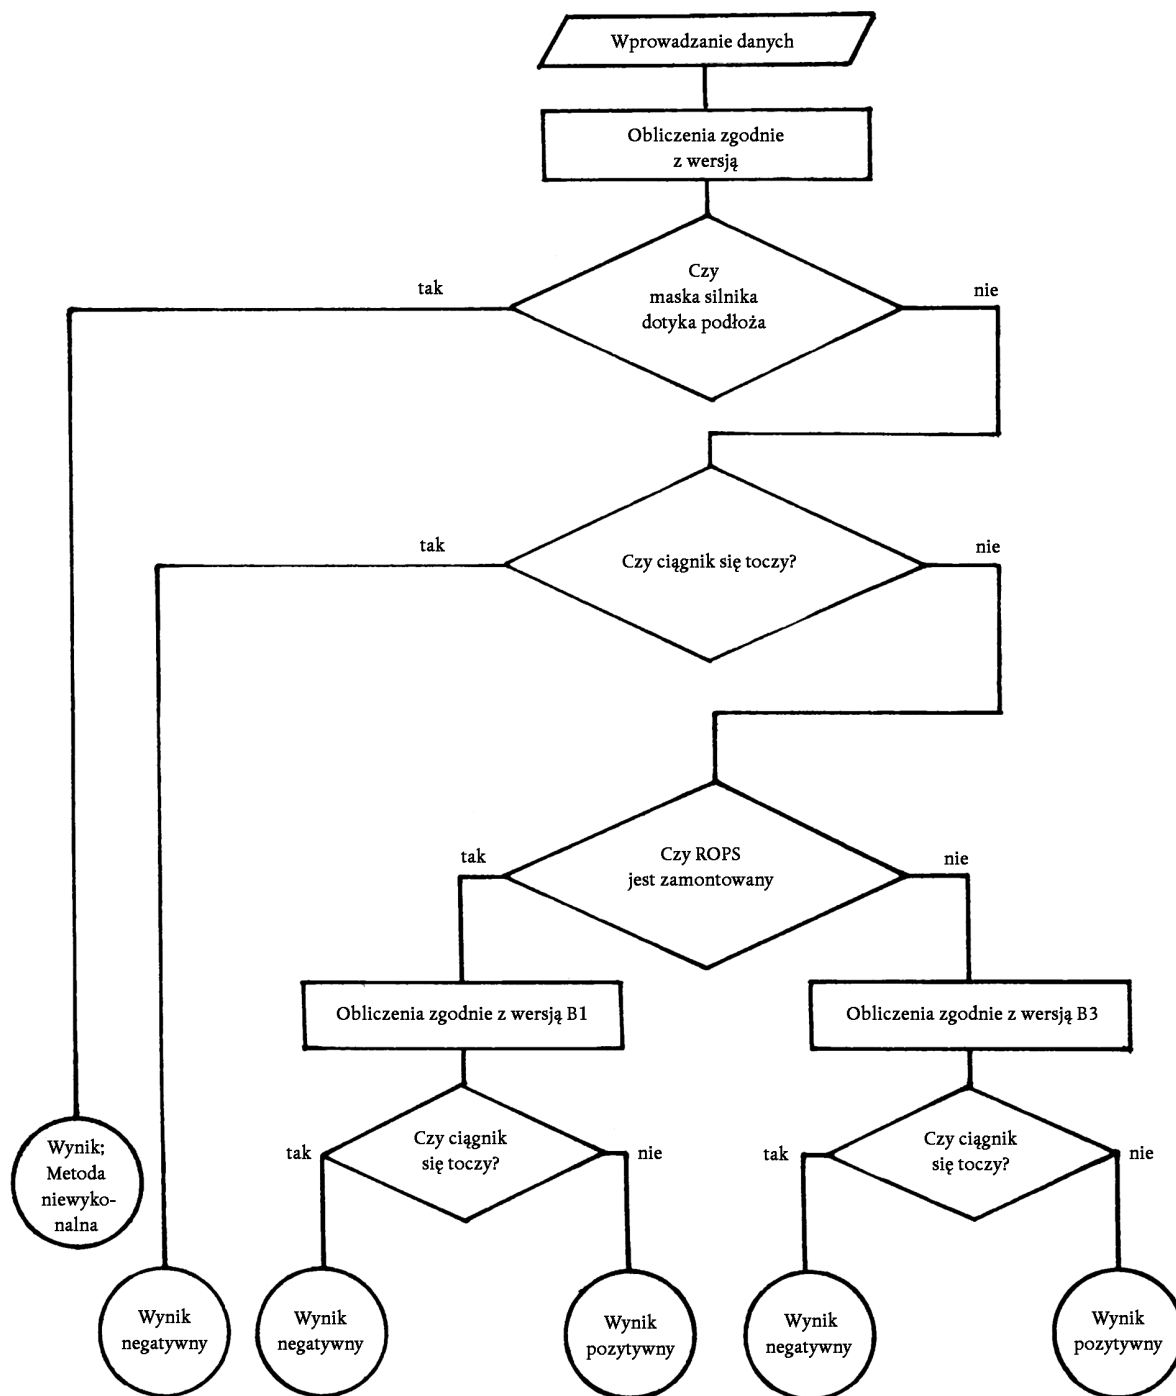 Wprowadzanie danych
Obliczenia zgodnie
z wersją
Czy
maska silnika
dotyka podłoża
tak
nie
Czy ciągnik się toczy?
tak
nie
Czy ROPS
jest zamontowany
tak
nie
Obliczenia zgodnie z wersją B1
Obliczenia zgodnie z wersją B3
Czy ciągnik
się toczy?
tak
nie
Czy ciągnik
się toczy?
tak
nie
Wynik;
Metoda
niewyko-
nalna
Wynik
negatywny
Wynik
negatywny
Wynik
pozytywny
Wynik
negatywny
Wynik
pozytywny